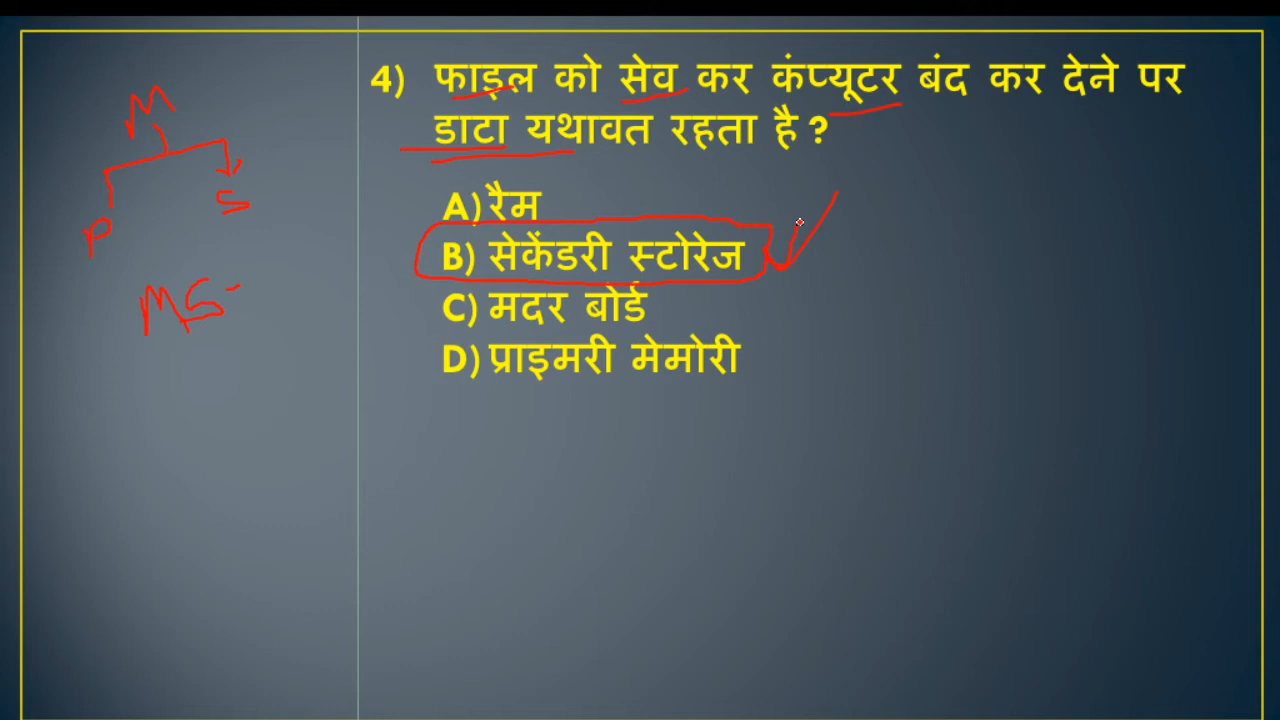 4) फाइल को सेव कर कंप्यूटर बंद कर देने पर
डाटा यथावत रहता है ?
A) रैम
B) सेकेंडरी स्टोरेज
C) मदर बोर्ड
D) प्राइमरी मेमोरी
M
P S
MS